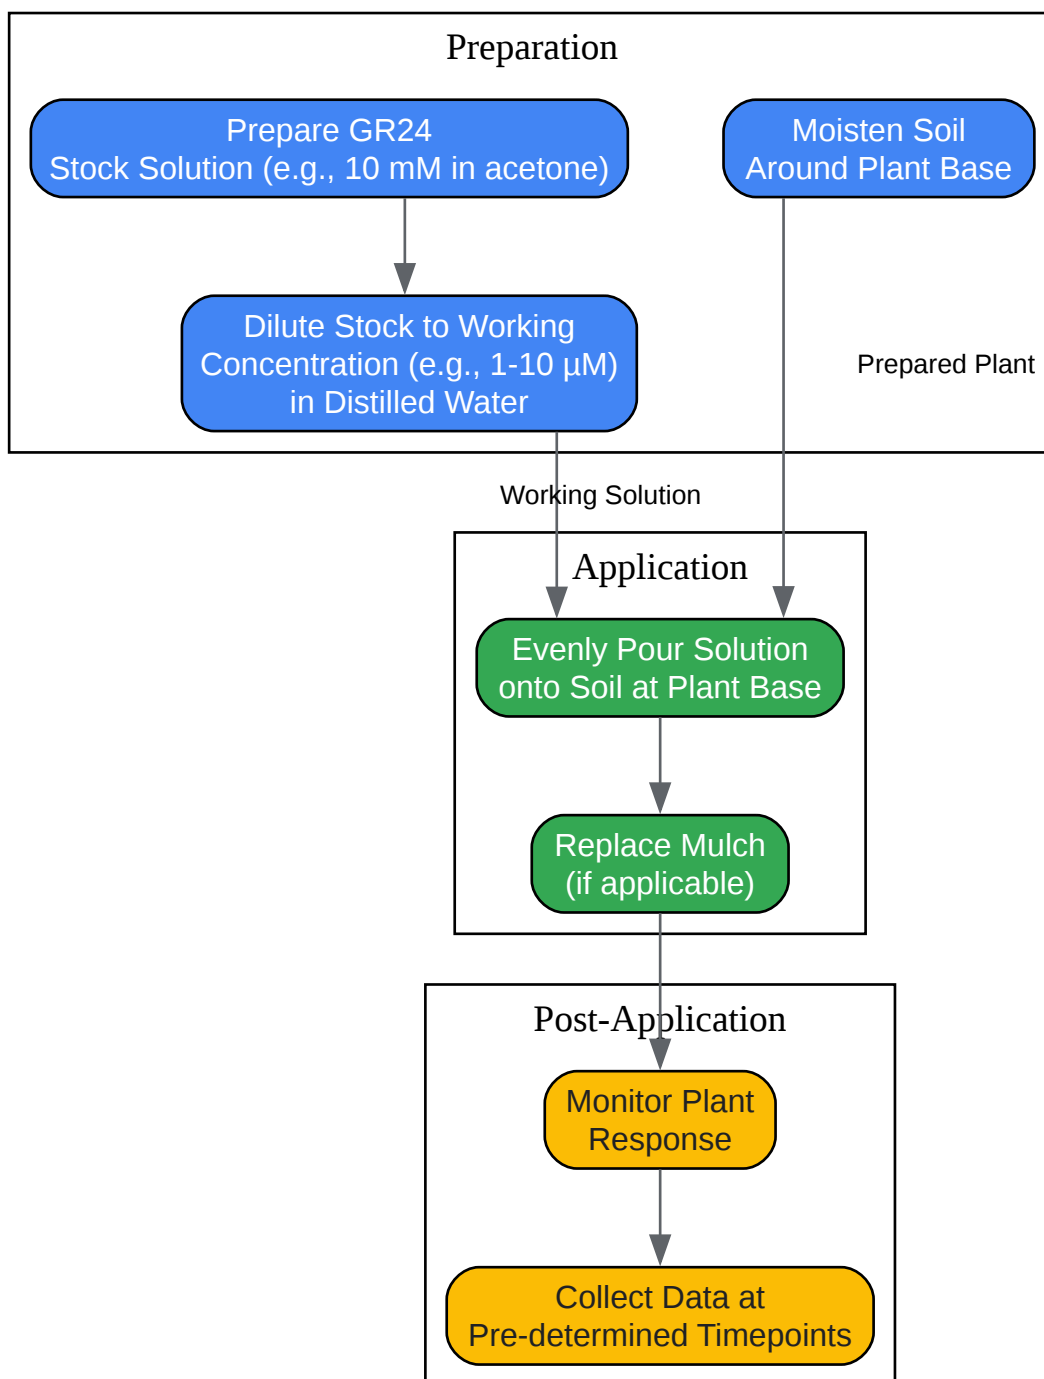 Preparation
Prepare GR24
Stock Solution (e.g., 10 mM in acetone)
Moisten Soil
Around Plant Base
Dilute Stock to Working
Concentration (e.g., 1-10 µM)
in Distilled Water
Prepared Plant
Working Solution
Application
Evenly Pour Solution
onto Soil at Plant Base
Replace Mulch
(if applicable)
Post-Application
Monitor Plant
Response
Collect Data at
Pre-determined Timepoints